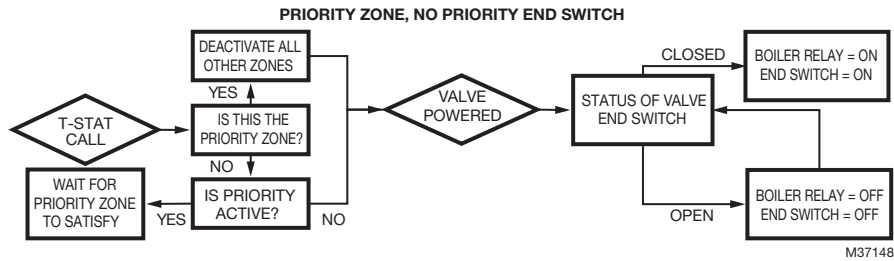 PRIORITY ZONE, NO PRIORITY END SWITCH
T-STAT
CALL
IS THIS THE
PRIORITY ZONE?
YES
DEACTIVATE ALL
OTHER ZONES
NO
IS PRIORITY
ACTIVE?
YES
WAIT FOR
PRIORITY ZONE
TO SATISFY
NO
VALVE
POWERED
STATUS OF VALVE
END SWITCH
CLOSED
BOILER RELAY = ON
END SWITCH = ON
OPEN
BOILER RELAY = OFF
END SWITCH = OFF
M37148